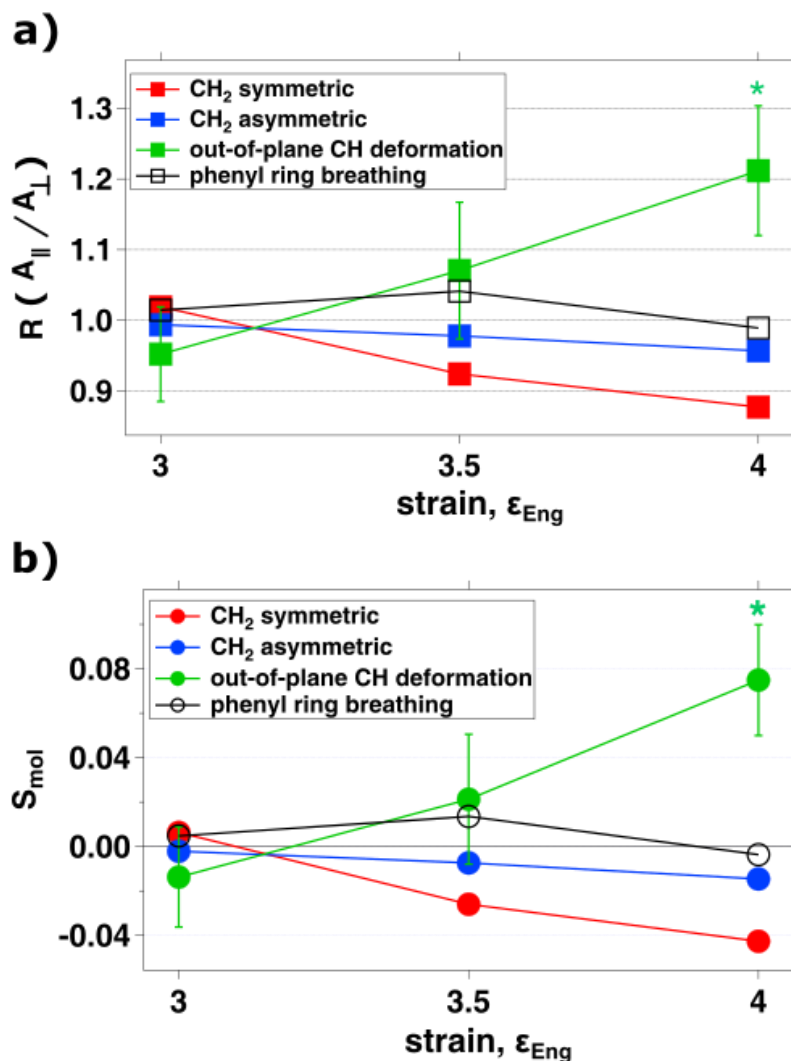 a)
*
CH₂ symmetric
CH₂ asymmetric
out-of-plane CH deformation
phenyl ring breathing
1.3
1.2
1.1
1.0
0.9
R ( A∥ / A⊥ )
3 3.5 4
strain, εEng
b)
*
CH₂ symmetric
CH₂ asymmetric
out-of-plane CH deformation
phenyl ring breathing
0.08
0.04
0.00
-0.04
Smol
3 3.5 4
strain, εEng